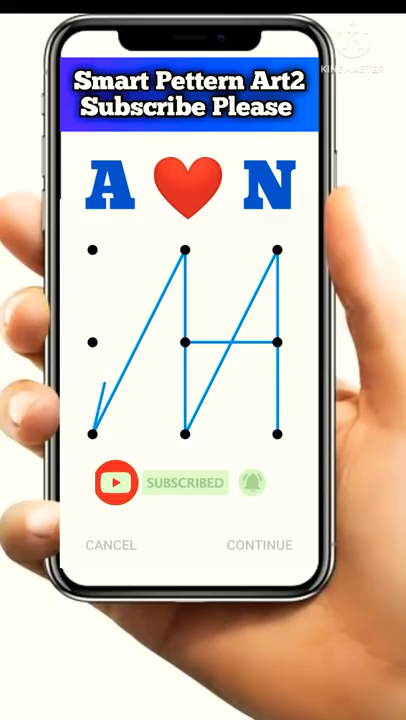 KINEMASTER
Smart Pettern Art2
Subscribe Please
A ❤️ N
SUBSCRIBED
CANCEL CONTINUE